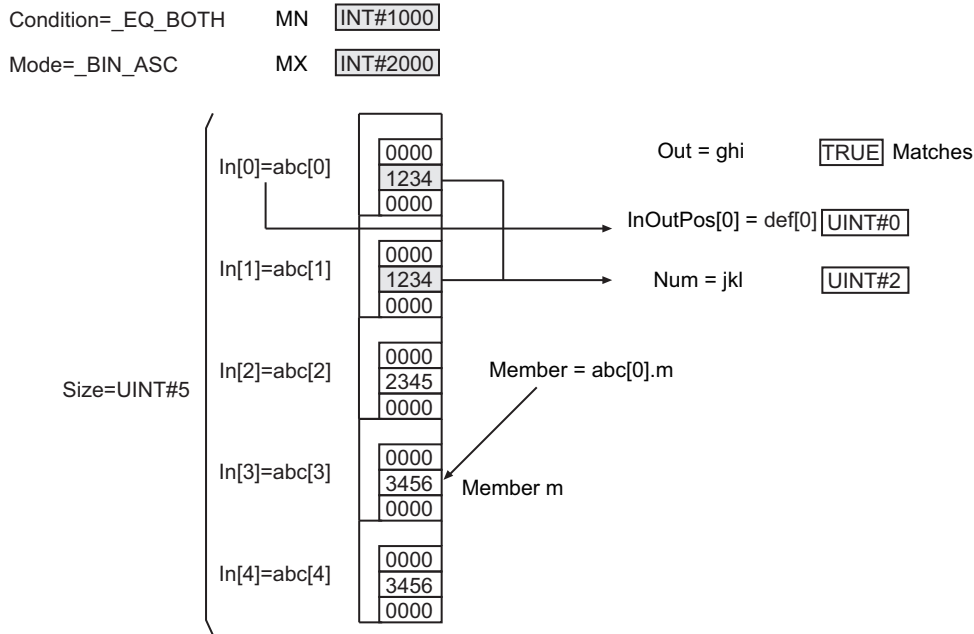 Condition=_EQ_BOTH MN INT#1000
Mode=_BIN_ASC MX INT#2000
0000
In[0]=abc[0] 1234
0000
Out = ghi TRUE Matches
InOutPos[0] = def[0] UINT#0
0000
In[1]=abc[1] 1234
0000
Num = jkl UINT#2
0000
In[2]=abc[2] 2345
0000
Member = abc[0].m
Size=UINT#5
0000
In[3]=abc[3] 3456
0000
Member m
0000
In[4]=abc[4] 3456
0000